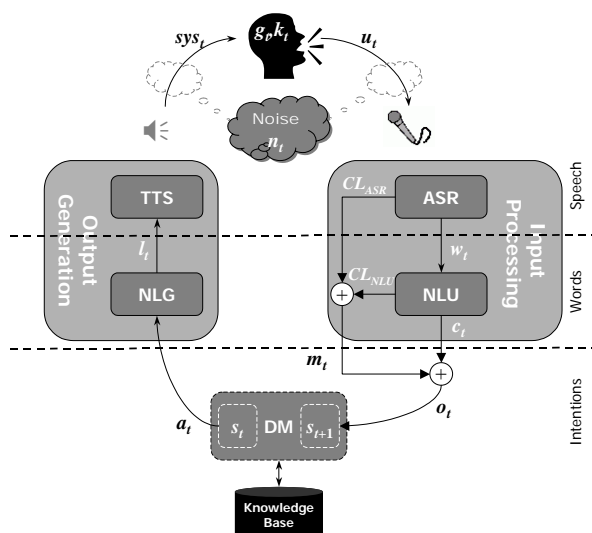 sys_t
g_t, k_t
u_t
Noise
n_t
Output
Generation
TTS
l_t
NLG
CL_ASR
ASR
w_t
CL_NLU
+
NLU
c_t
Input
Processing
Speech
Words
Intentions
m_t
+
o_t
a_t
s_t
DM
s_t+1
Knowledge
Base